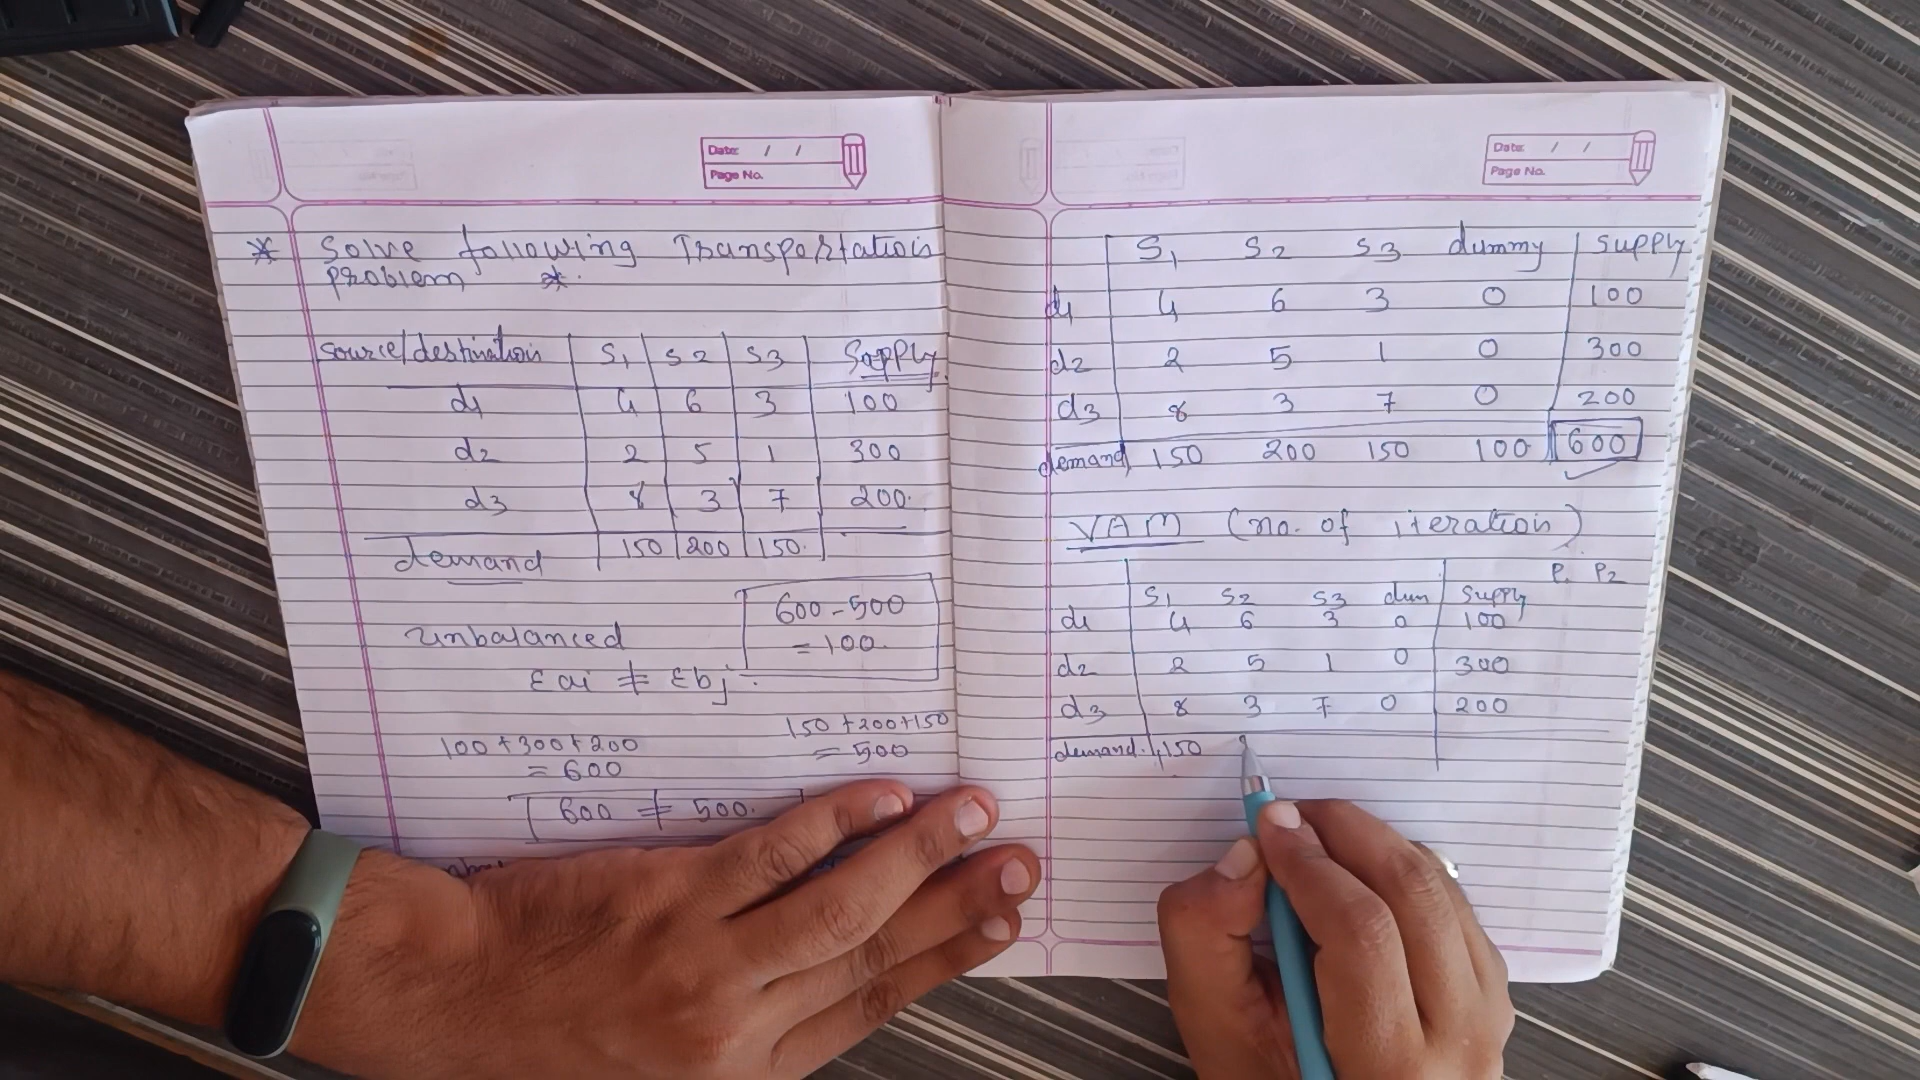 Date: / /
Page No.
* Solve following Transportation
problem *.
source/destination S1 S2 S3 Supply
d1 4 6 3 100
d2 2 5 1 300
d3 8 3 7 200.
demand 150 200 150.
unbalanced
600-500
= 100.
Σai ≠ Σbj.
100+300+200
= 600
150+200+150
= 500
600 ≠ 500.
Date: / /
Page No.
S1 S2 S3 dummy supply
d1 4 6 3 0 100
d2 2 5 1 0 300
d3 8 3 7 0 200
demand 150 200 150 100 600
VAM (no. of iteration)
P1 P2
S1 S2 S3 dum supply
d1 4 6 3 0 100
d2 2 5 1 0 300
d3 8 3 7 0 200
demand. 150